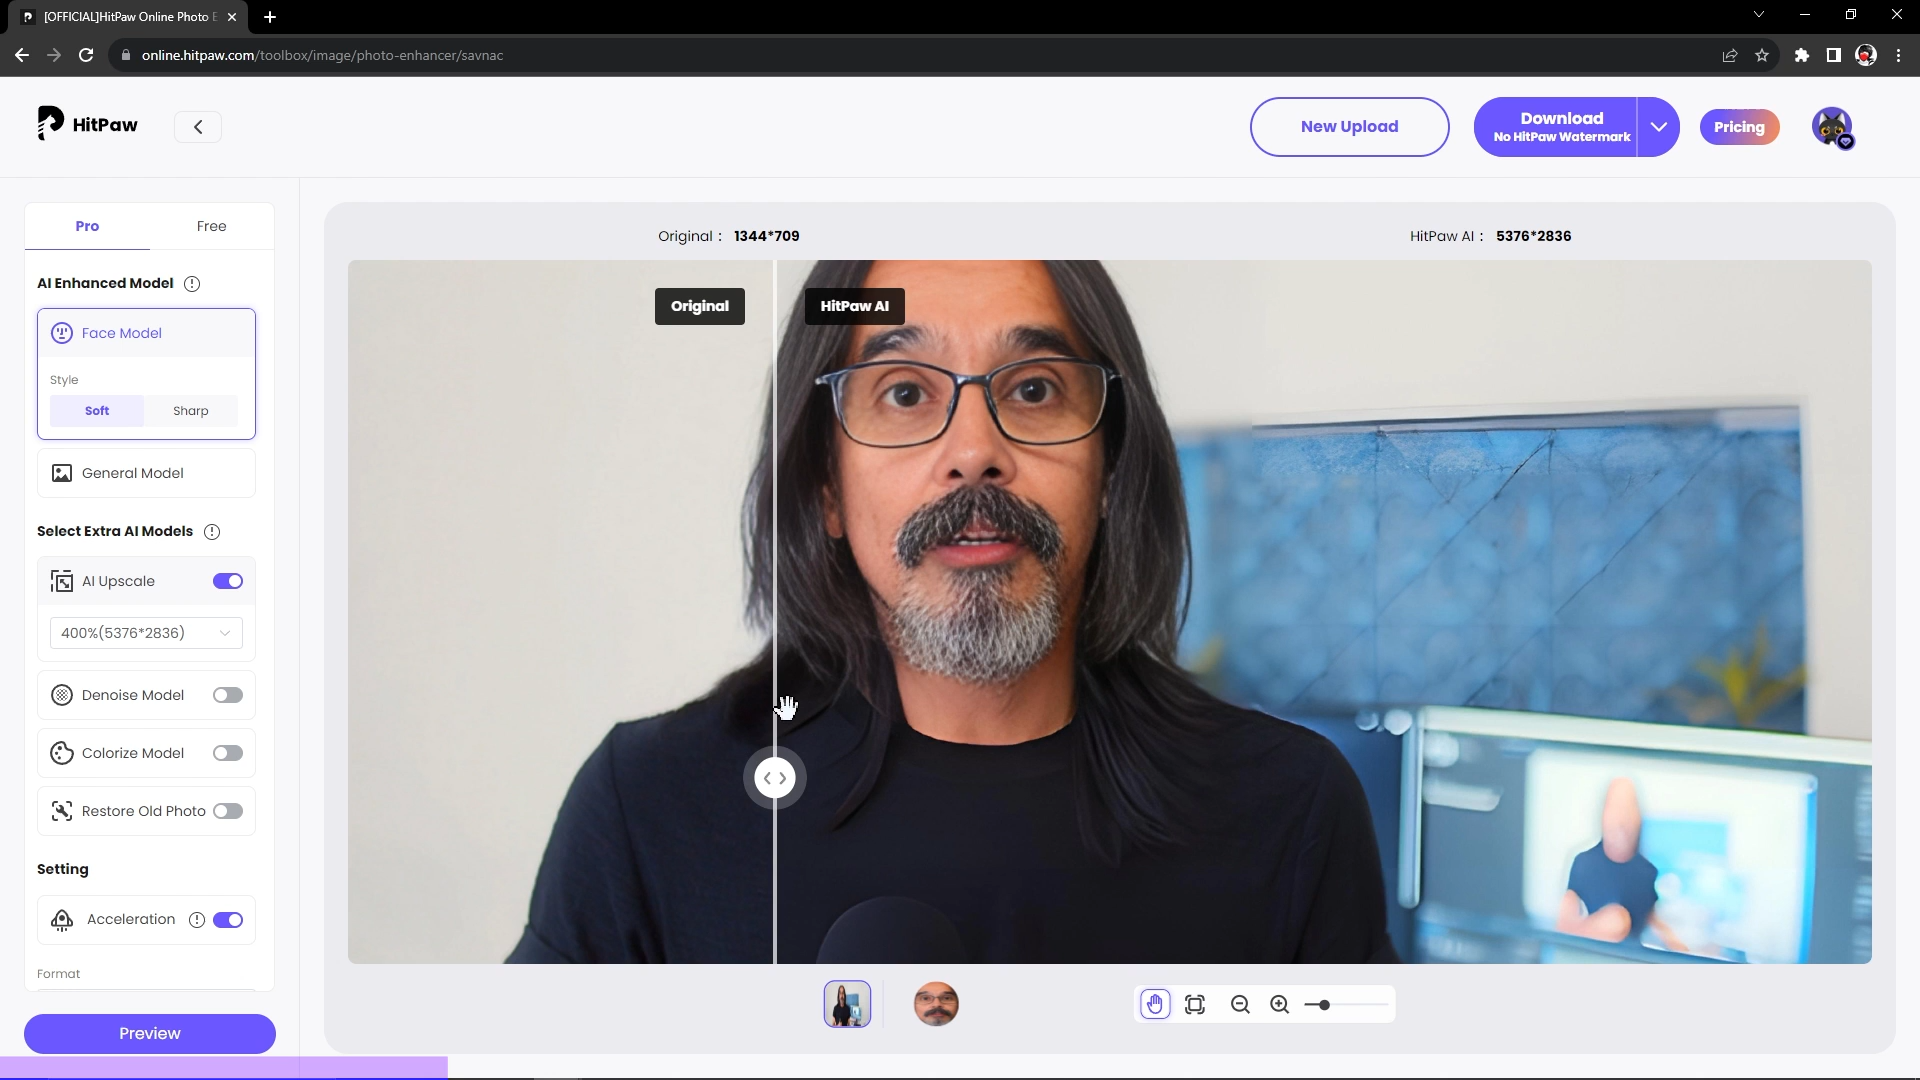 [OFFICIAL]HitPaw Online Photo E
online.hitpaw.com/toolbox/image/photo-enhancer/savnac
HitPaw
New Upload
Download
No HitPaw Watermark
Pricing
Pro
Free
Original : 1344*709
HitPaw AI : 5376*2836
AI Enhanced Model
Original
HitPaw AI
Face Model
Style
Soft
Sharp
General Model
Select Extra AI Models
AI Upscale
400%(5376*2836)
Denoise Model
Colorize Model
Restore Old Photo
Setting
Acceleration
Format
Preview